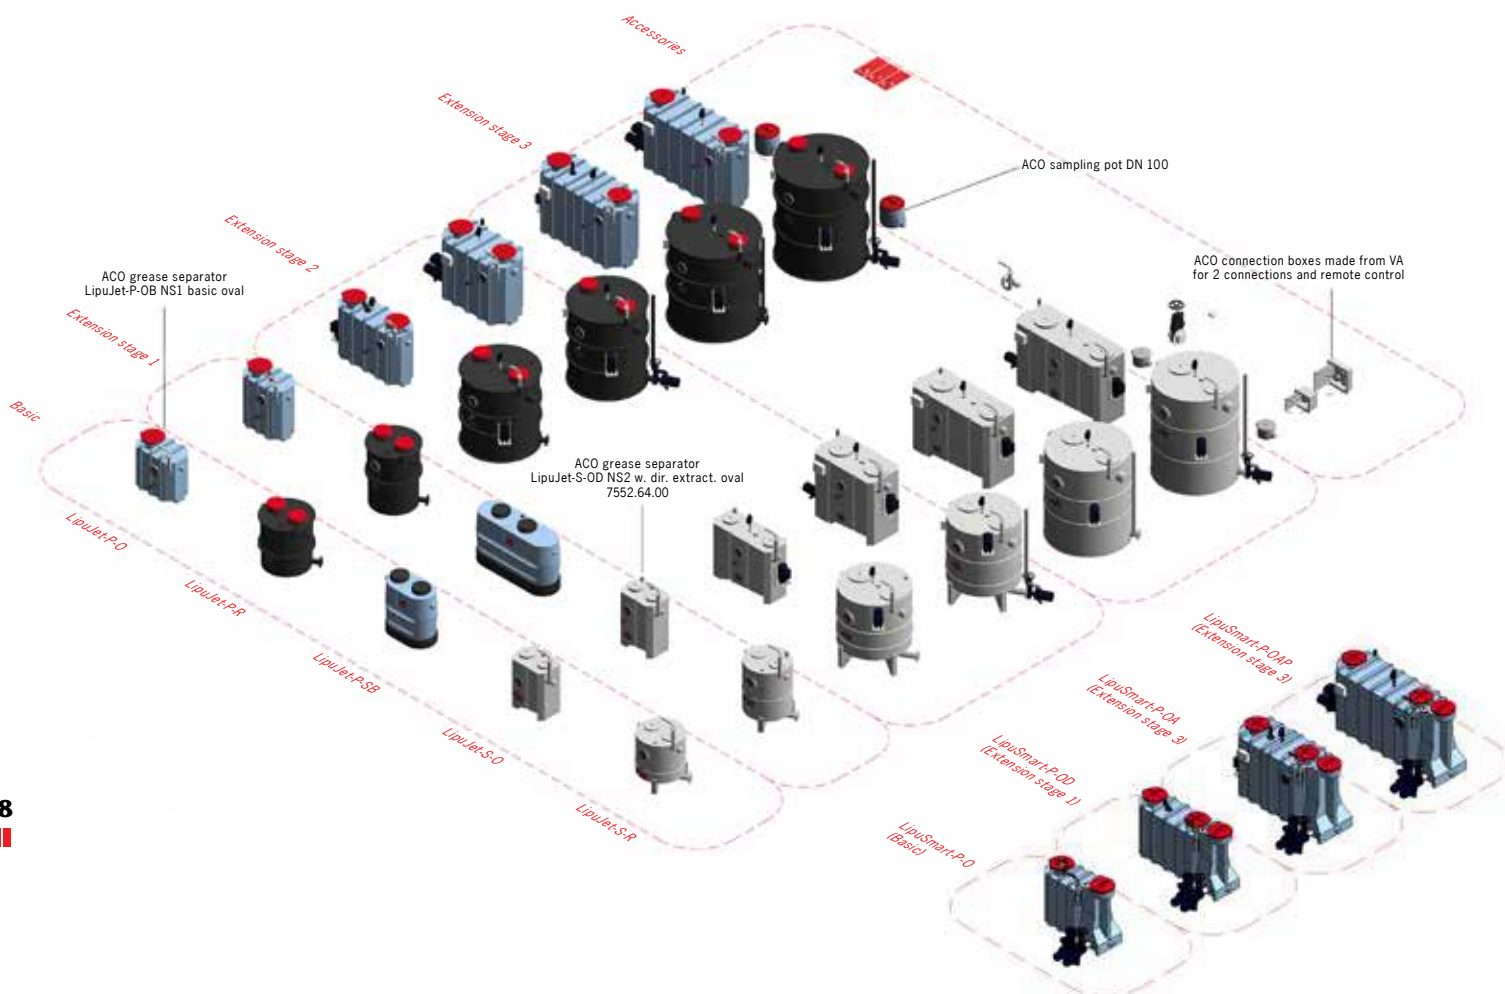 Accessories
Extension stage 3
Extension stage 2
Extension stage 1
Basic
ACO sampling pot DN 100
ACO connection boxes made from VA
for 2 connections and remote control
ACO grease separator
LipuJet-P-OB NS1 basic oval
ACO grease separator
LipuJet-S-OD NS2 w. dir. extract. oval
7552.64.00
LipuJet-P-O
LipuJet-P-R
LipuJet-P-SB
LipuJet-S-O
LipuJet-S-R
LipuSmart-P-OAP
(Extension stage 3)
LipuSmart-P-OA
(Extension stage 3)
LipuSmart-P-OD
(Extension stage 1)
LipuSmart-P-O
(Basic)
8